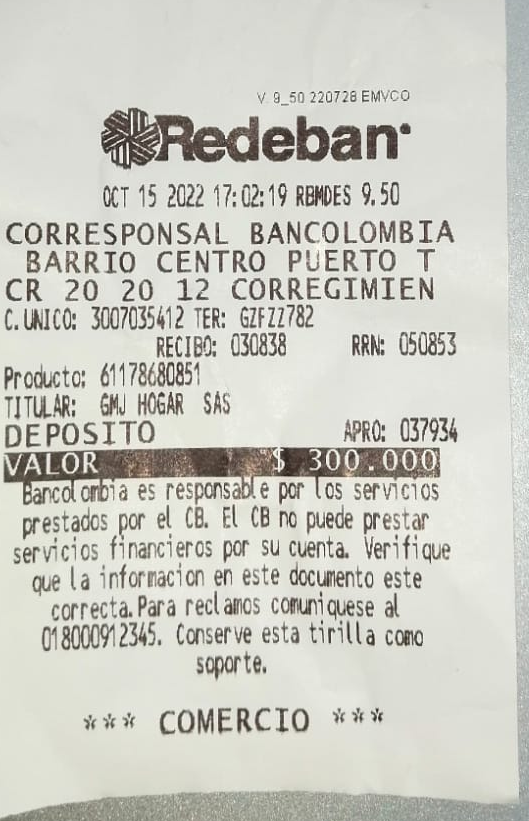 V. 9_50 220728 EMVCO
Redeban
OCT 15 2022 17:02:19 RBMDES 9.50
CORRESPONSAL BANCOLOMBIA
BARRIO CENTRO PUERTO T
CR 20 20 12 CORREGIMIEN
C. UNICO: 3007035412 TER: GZFZZ782
RECIBO: 030838 RRN: 050853
Producto: 61178680851
TITULAR: GMJ HOGAR SAS
DEPOSITO APRO: 037934
VALOR $ 300.000
Bancolombia es responsable por los servicios
prestados por el CB. El CB no puede prestar
servicios financieros por su cuenta. Verifique
que la informacion en este documento este
correcta. Para reclamos comuniquese al
018000912345. Conserve esta tirilla como
soporte.
*** COMERCIO ***